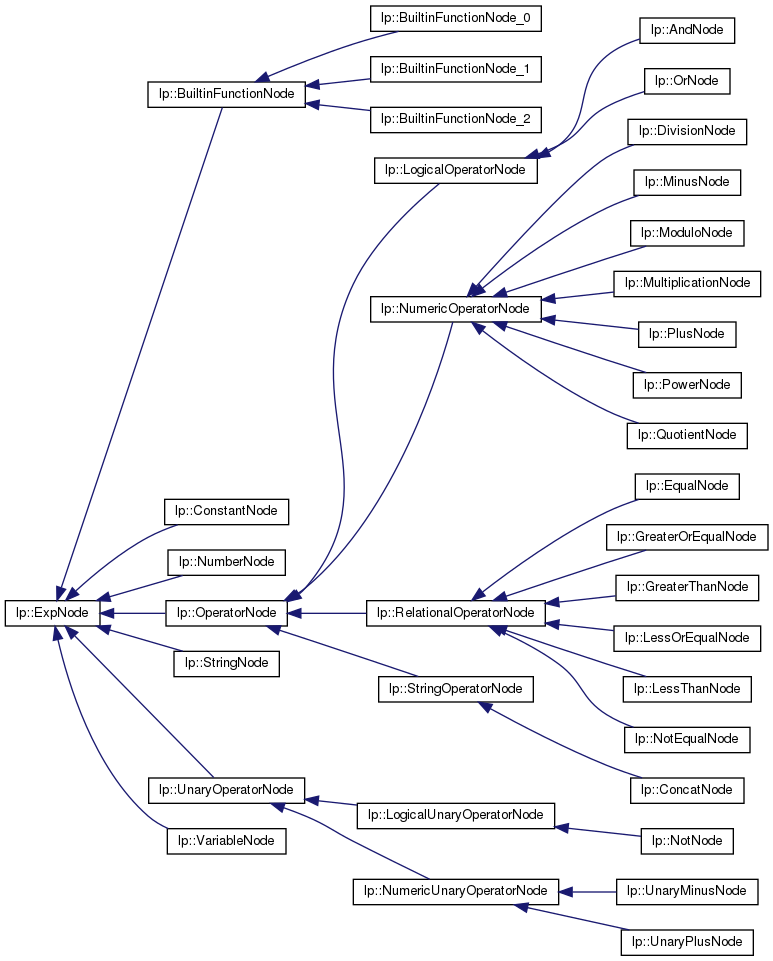 lp::BuiltinFunctionNode_0
lp::AndNode
lp::BuiltinFunctionNode_1
lp::OrNode
lp::BuiltinFunctionNode
lp::BuiltinFunctionNode_2
lp::DivisionNode
lp::LogicalOperatorNode
lp::MinusNode
lp::ModuloNode
lp::MultiplicationNode
lp::NumericOperatorNode
lp::PlusNode
lp::PowerNode
lp::QuotientNode
lp::EqualNode
lp::ConstantNode
lp::GreaterOrEqualNode
lp::NumberNode
lp::GreaterThanNode
lp::ExpNode
lp::OperatorNode
lp::RelationalOperatorNode
lp::LessOrEqualNode
lp::StringNode
lp::StringOperatorNode
lp::LessThanNode
lp::NotEqualNode
lp::UnaryOperatorNode
lp::ConcatNode
lp::LogicalUnaryOperatorNode
lp::VariableNode
lp::NotNode
lp::NumericUnaryOperatorNode
lp::UnaryMinusNode
lp::UnaryPlusNode